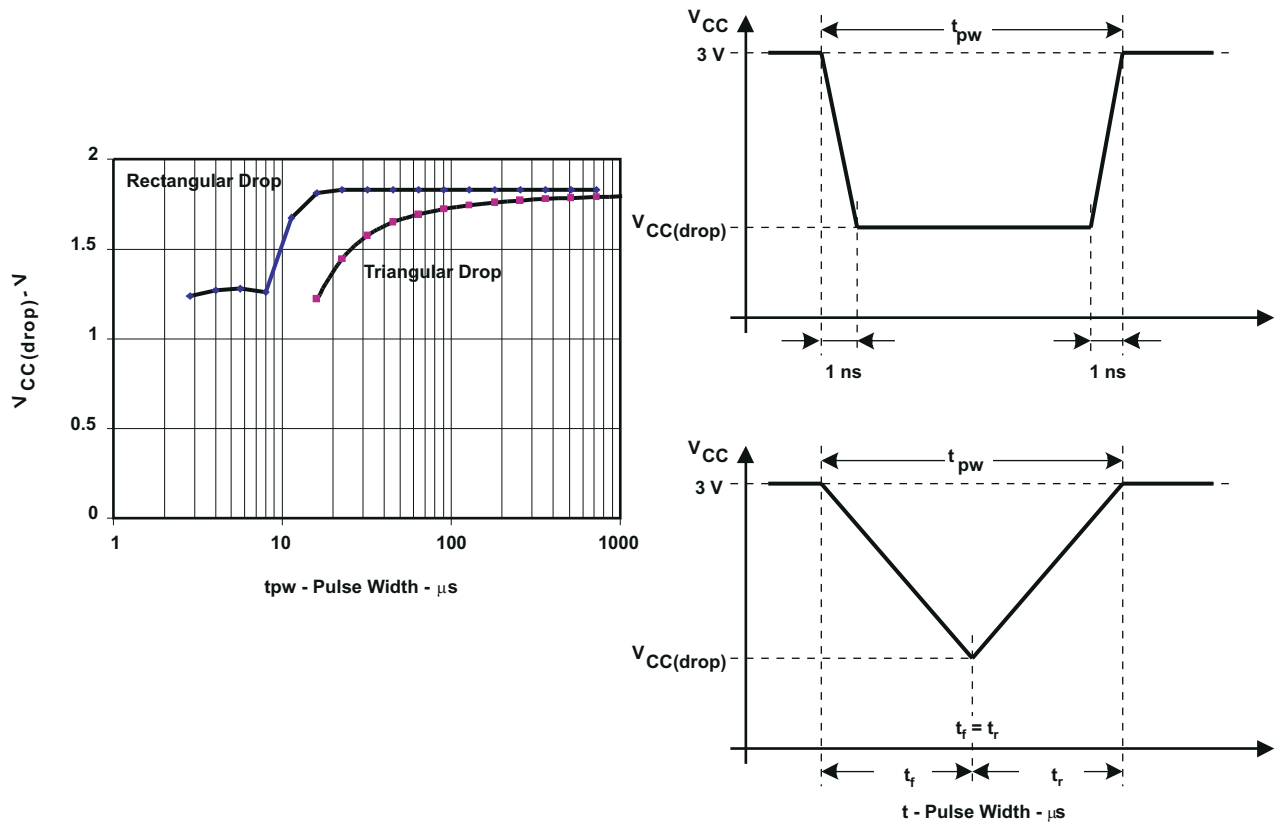 2
1.5
1
0.5
0
V CC(drop) - V
Rectangular Drop
Triangular Drop
1
10
100
1000
tpw - Pulse Width - μs
VCC
3 V
tpw
VCC(drop)
1 ns
1 ns
VCC
3 V
t pw
VCC(drop)
tf = tr
tf
tr
t - Pulse Width - μs